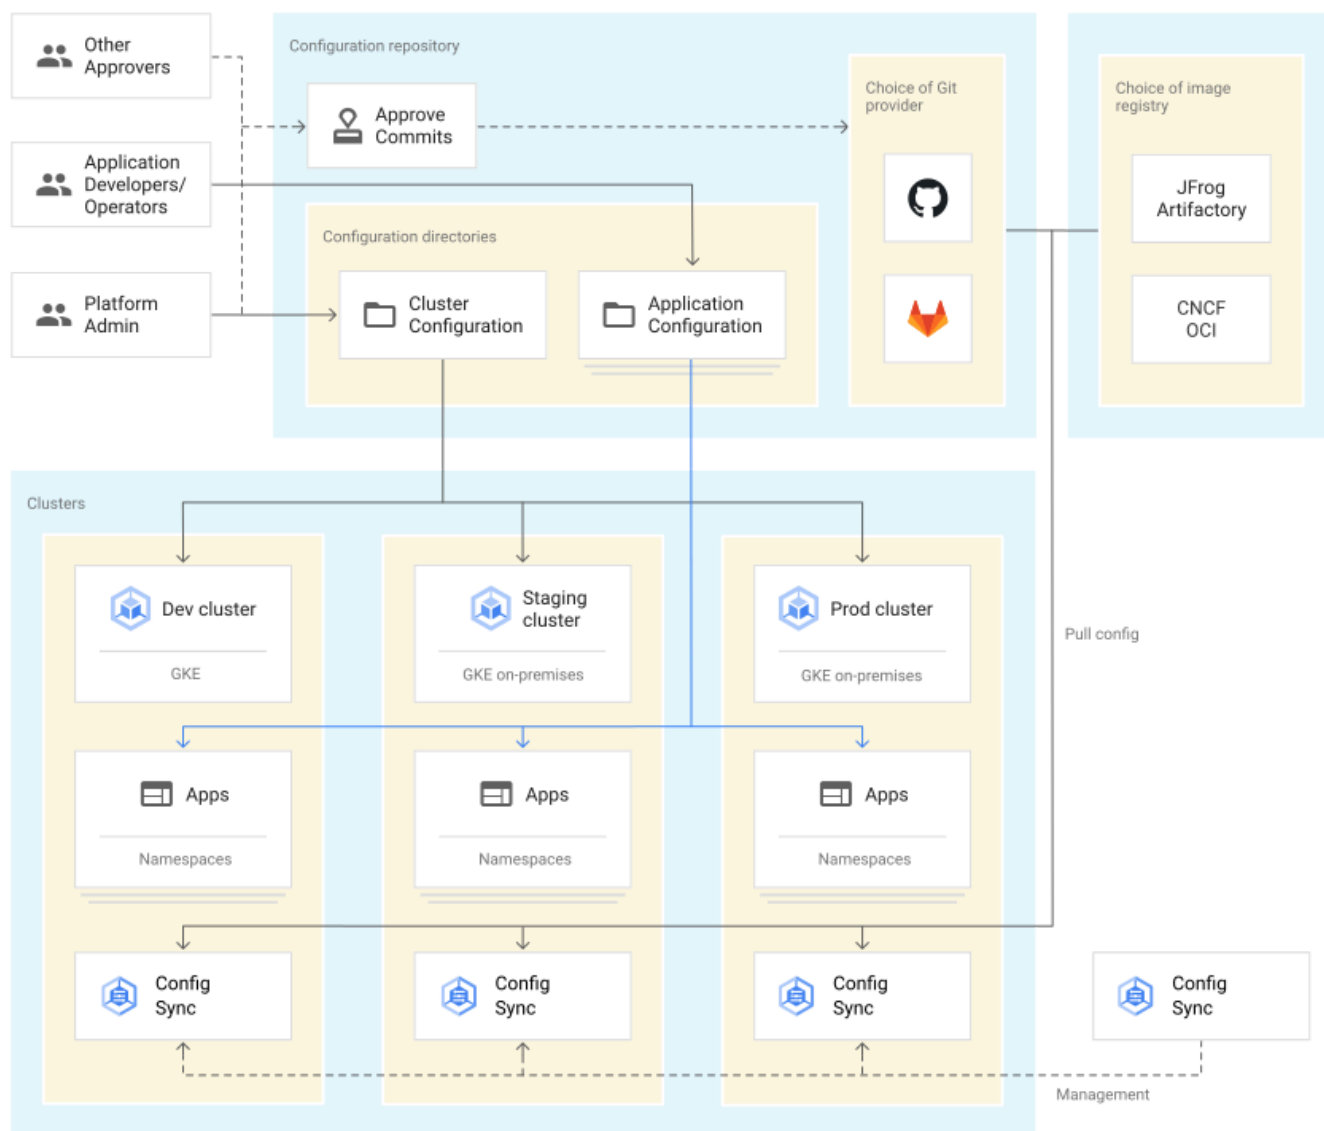 Other
Approvers
Application
Developers/
Operators
Platform
Admin
Configuration repository
Approve
Commits
Configuration directories
Cluster
Configuration
Application
Configuration
Choice of Git
provider
Choice of image
registry
JFrog
Artifactory
CNCF
OCI
Clusters
Dev cluster
GKE
Staging
cluster
GKE on-premises
Prod cluster
GKE on-premises
Pull config
Apps
Namespaces
Apps
Namespaces
Apps
Namespaces
Config
Sync
Config
Sync
Config
Sync
Config
Sync
Management